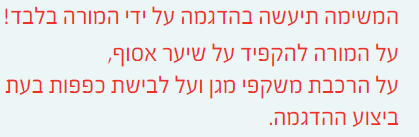 המשימה תיעשה בהדגמה על ידי המורה בלבד!
על המורה להקפיד על שיער אסוף,
על הרכבת משקפי מגן ועל לבישת כפפות בעת
ביצוע ההדגמה.